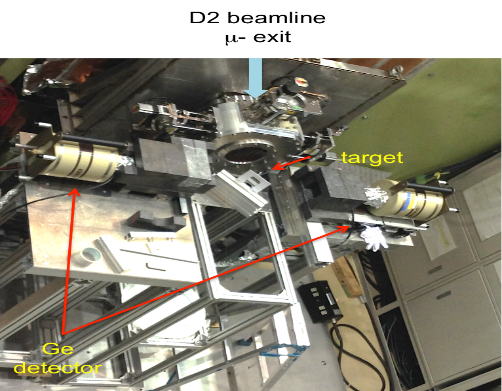 D2 beamline
μ- exit
target
Ge
detector